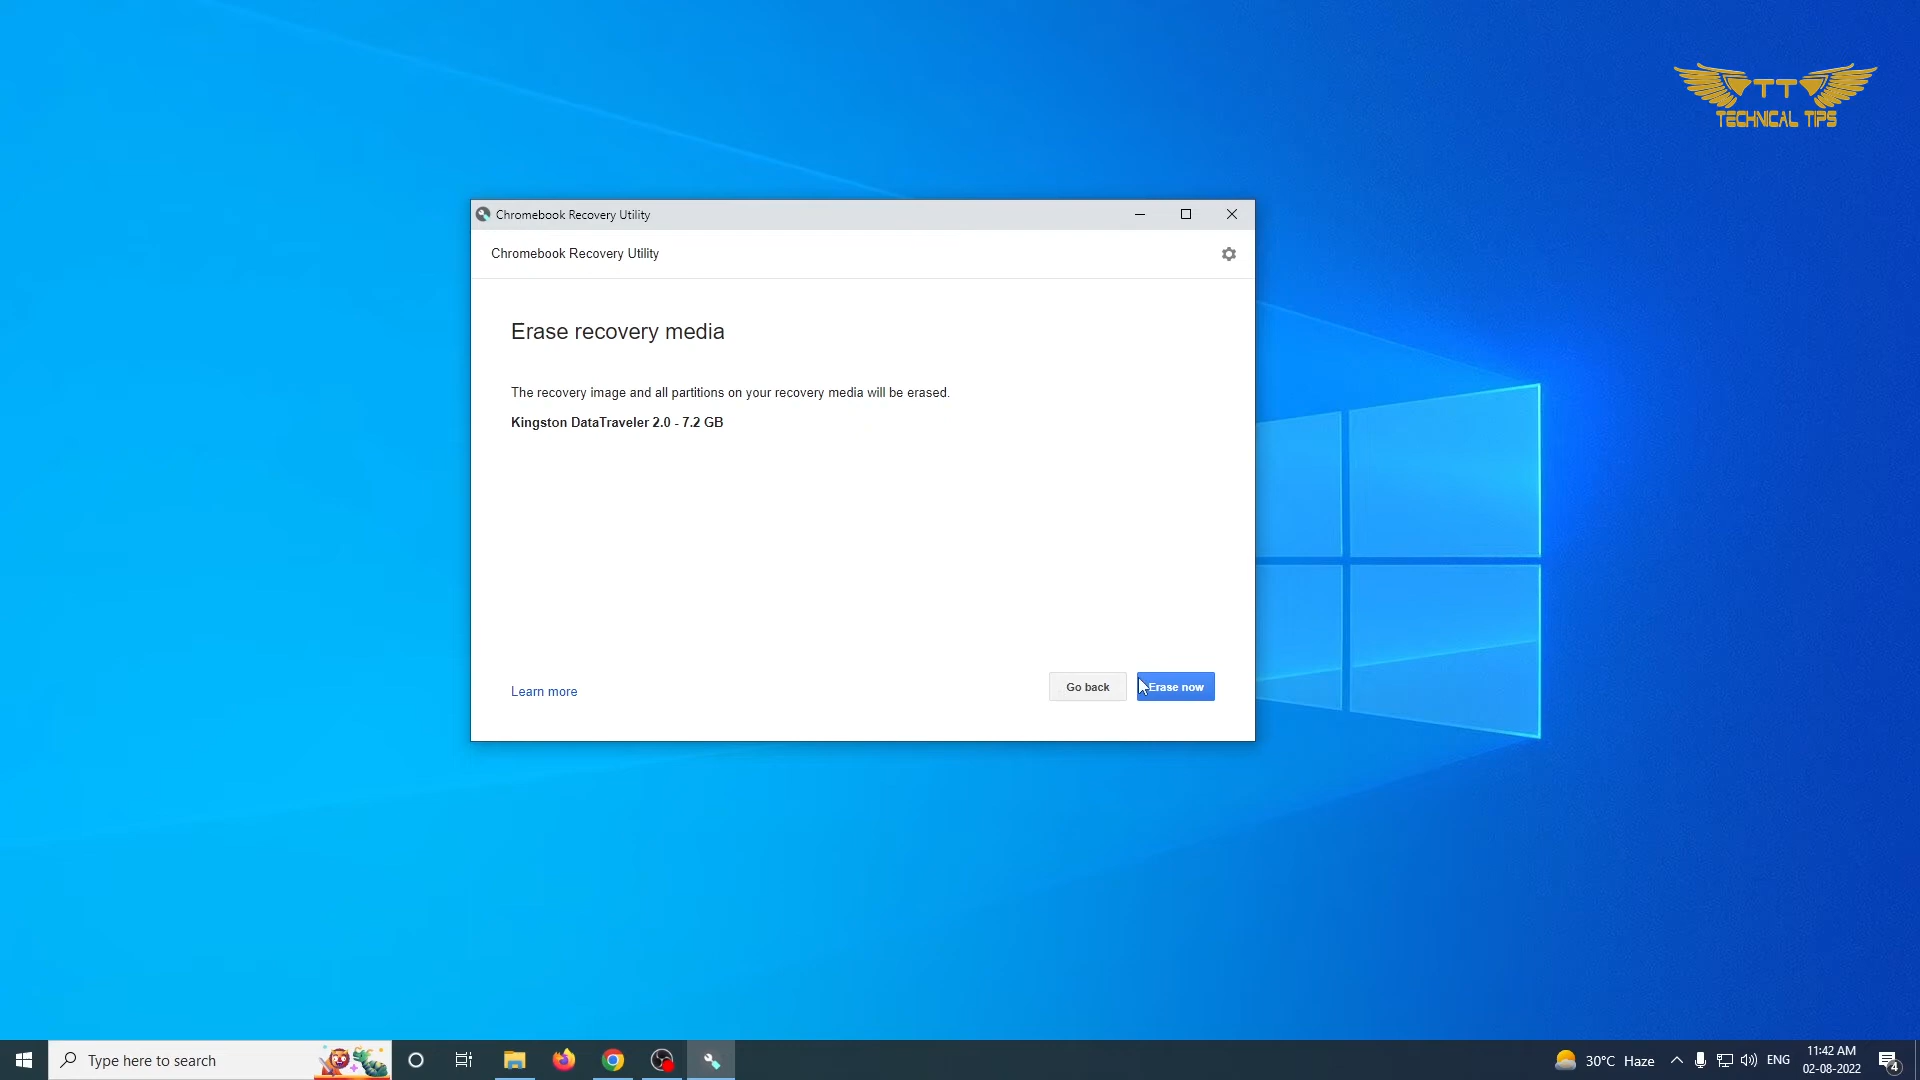 TT
TECHNICAL TIPS
Chromebook Recovery Utility
Chromebook Recovery Utility
Erase recovery media
The recovery image and all partitions on your recovery media will be erased.
Kingston DataTraveler 2.0 - 7.2 GB
Learn more
Go back
Erase now
Type here to search
30°C Haze
ENG
11:42 AM
02-08-2022
4